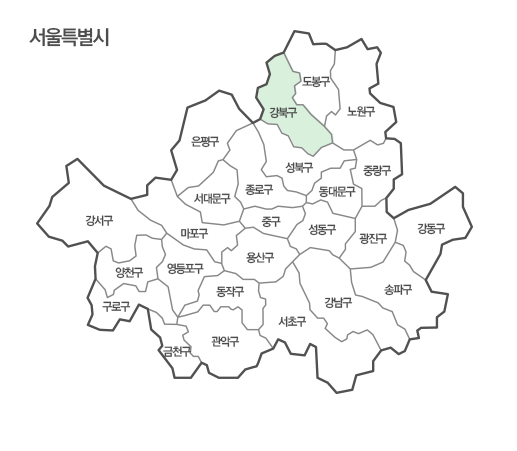 서울특별시
도봉구
강북구
노원구
은평구
성북구
중랑구
종로구
동대문구
서대문구
강서구
중구
성동구
강동구
마포구
광진구
용산구
양천구
영등포구
동작구
송파구
구로구
강남구
서초구
관악구
금천구